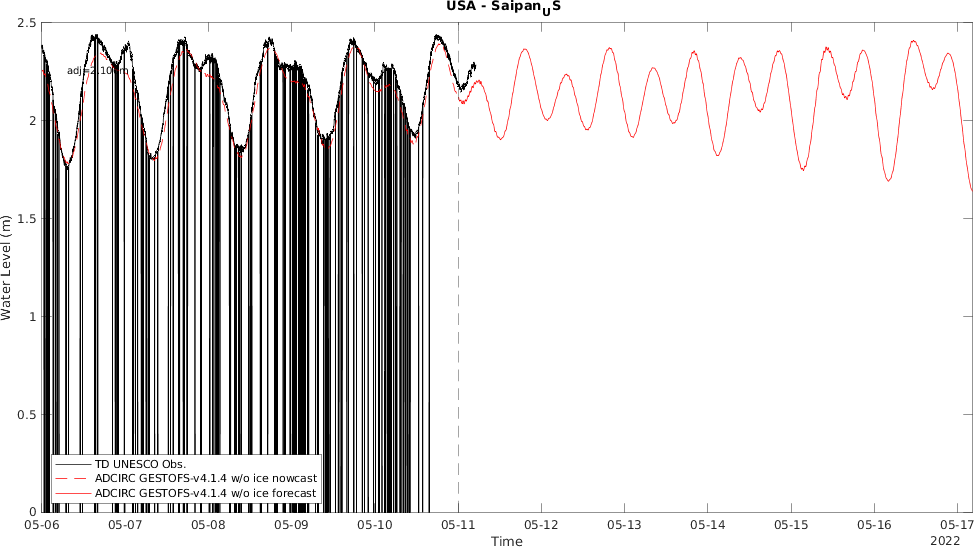 USA - SaipanUS
2.5
adj=2.100m
2
1.5
Water Level (m)
1
0.5
TD UNESCO Obs.
ADCIRC GESTOFS-v4.1.4 w/o ice nowcast
ADCIRC GESTOFS-v4.1.4 w/o ice forecast
0
05-06 05-07 05-08 05-09 05-10 05-11 05-12 05-13 05-14 05-15 05-16 05-17
Time
2022